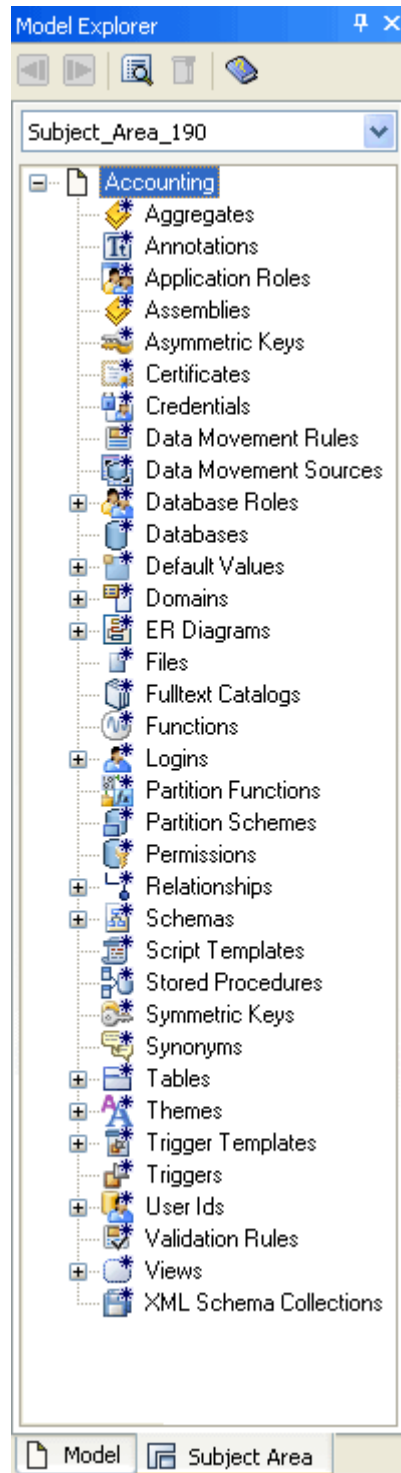 Model Explorer
Subject_Area_190
Accounting
Aggregates
Annotations
Application Roles
Assemblies
Asymmetric Keys
Certificates
Credentials
Data Movement Rules
Data Movement Sources
Database Roles
Databases
Default Values
Domains
ER Diagrams
Files
Fulltext Catalogs
Functions
Logins
Partition Functions
Partition Schemes
Permissions
Relationships
Schemas
Script Templates
Stored Procedures
Symmetric Keys
Synonyms
Tables
Themes
Trigger Templates
Triggers
User Ids
Validation Rules
Views
XML Schema Collections
Model Subject Area